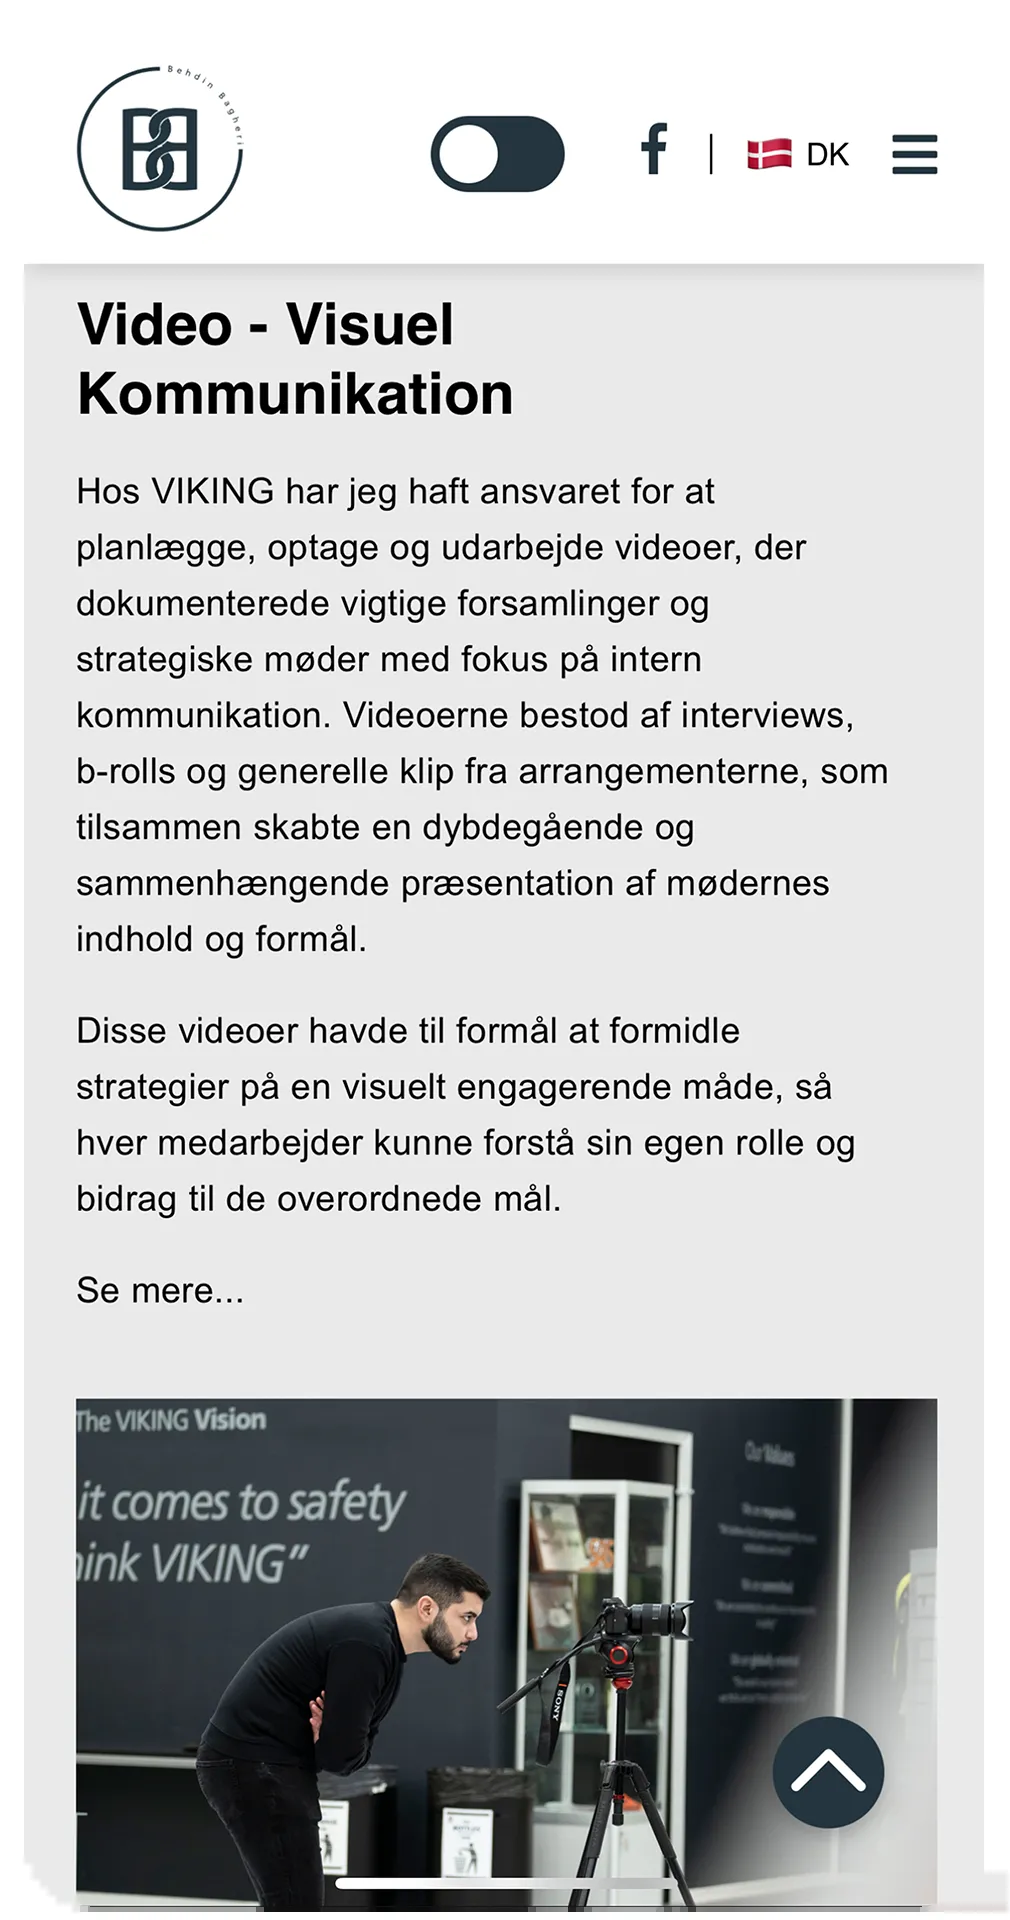 Behdin Bagheri
DK
Video - Visuel
Kommunikation
Hos VIKING har jeg haft ansvaret for at
planlægge, optage og udarbejde videoer, der
dokumenterede vigtige forsamlinger og
strategiske møder med fokus på intern
kommunikation. Videoerne bestod af interviews,
b-rolls og generelle klip fra arrangementerne, som
tilsammen skabte en dybdegående og
sammenhængende præsentation af mødernes
indhold og formål.
Disse videoer havde til formål at formidle
strategier på en visuelt engagerende måde, så
hver medarbejder kunne forstå sin egen rolle og
bidrag til de overordnede mål.
Se mere...
The VIKING Vision
it comes to safety
hink VIKING”
Our Values
SONY